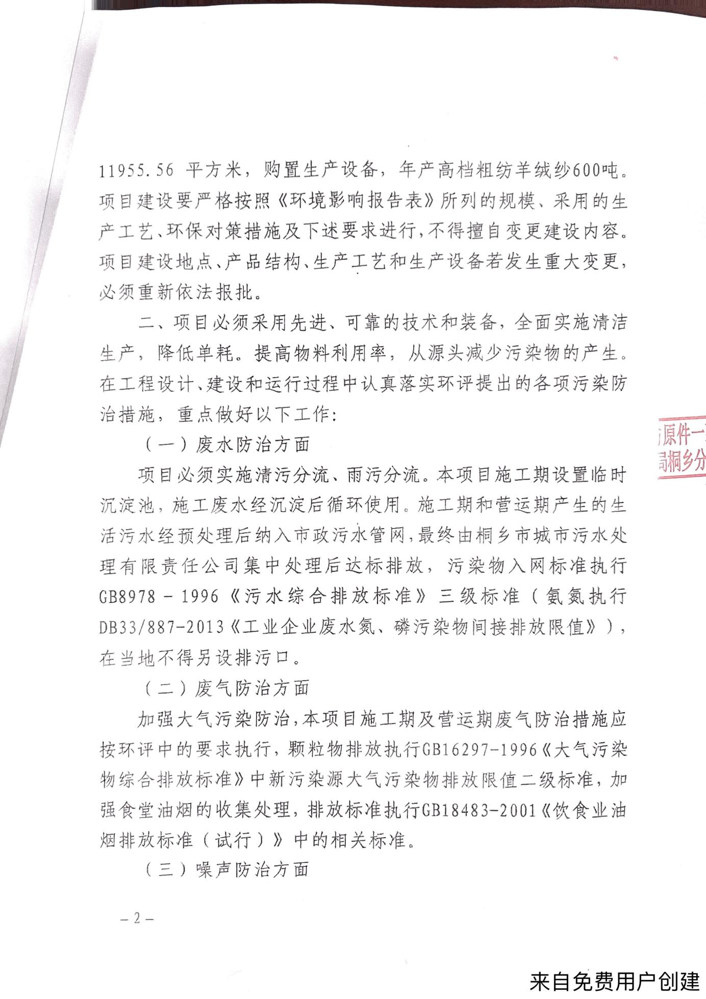 11955.56 平方米，购置生产设备，年产高档粗纺羊绒纱600吨。
项目建设要严格按照《环境影响报告表》所列的规模、采用的生
产工艺、环保对策措施及下述要求进行，不得擅自变更建设内容。
项目建设地点、产品结构、生产工艺和生产设备若发生重大变更，
必须重新依法报批。
二、项目必须采用先进、可靠的技术和装备，全面实施清洁
生产，降低单耗。提高物料利用率，从源头减少污染物的产生。
在工程设计、建设和运行过程中认真落实环评提出的各项污染防
治措施，重点做好以下工作：
（一）废水防治方面
项目必须实施清污分流、雨污分流。本项目施工期设置临时
沉淀池，施工废水经沉淀后循环使用。施工期和营运期产生的生
活污水经预处理后纳入市政污水管网，最终由桐乡市城市污水处
理有限责任公司集中处理后达标排放，污染物入网标准执行
GB8978－1996《污水综合排放标准》三级标准（氨氮执行
DB33/887-2013《工业企业废水氮、磷污染物间接排放限值》），
在当地不得另设排污口。
（二）废气防治方面
加强大气污染防治，本项目施工期及营运期废气防治措施应
按环评中的要求执行，颗粒物排放执行GB16297-1996《大气污染
物综合排放标准》中新污染源大气污染物排放限值二级标准，加
强食堂油烟的收集处理，排放标准执行GB18483-2001《饮食业油
烟排放标准（试行）》中的相关标准。
（三）噪声防治方面
原件一
局桐乡分
－2－
来自免费用户创建